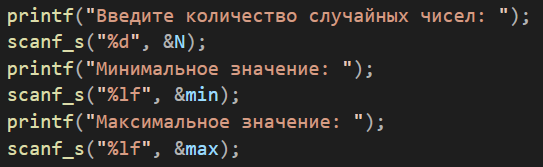 printf("Введите количество случайных чисел: ");
scanf_s("%d", &N);
printf("Минимальное значение: ");
scanf_s("%lf", &min);
printf("Максимальное значение: ");
scanf_s("%lf", &max);